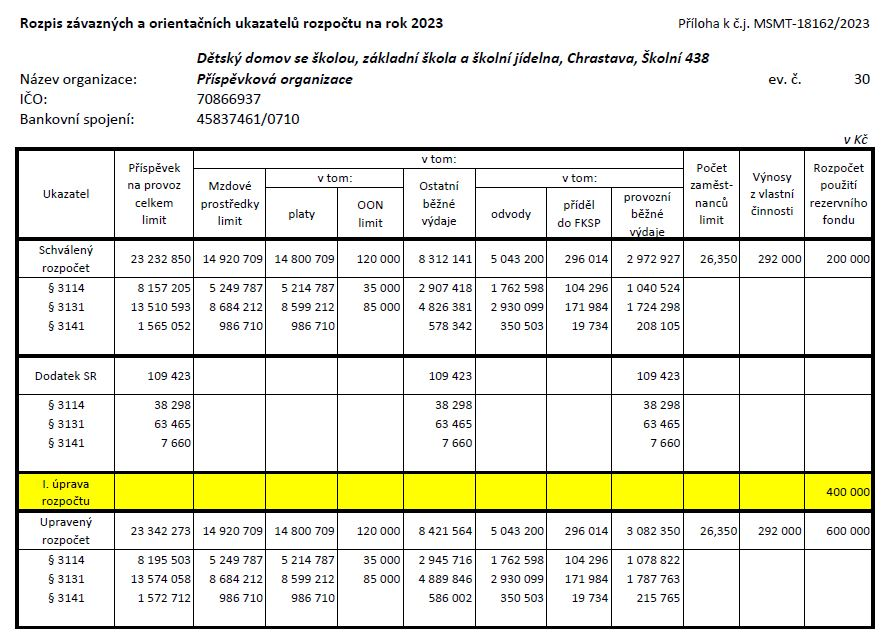 Rozpis závazných a orientačních ukazatelů rozpočtu na rok 2023 Příloha k č.j. MSMT-18162/2023
Dětský domov se školou, základní škola a školní jídelna, Chrastava, Školní 438
Název organizace: Příspěvková organizace ev. č. 30
IČO: 70866937
Bankovní spojení: 45837461/0710
v Kč
Ukazatel
Příspěvek
na provoz
celkem
limit
v tom:
Mzdové
prostředky
limit
v tom:
platy
OON
limit
Ostatní
běžné
výdaje
v tom:
odvody
příděl
do FKSP
provozní
běžné
výdaje
Počet
zaměst-
nanců
limit
Výnosy
z vlastní
činnosti
Rozpočet
použití
rezervního
fondu
Schválený
rozpočet 23 232 850 14 920 709 14 800 709 120 000 8 312 141 5 043 200 296 014 2 972 927 26,350 292 000 200 000
§ 3114 8 157 205 5 249 787 5 214 787 35 000 2 907 418 1 762 598 104 296 1 040 524
§ 3131 13 510 593 8 684 212 8 599 212 85 000 4 826 381 2 930 099 171 984 1 724 298
§ 3141 1 565 052 986 710 986 710 578 342 350 503 19 734 208 105
Dodatek SR 109 423 109 423 109 423
§ 3114 38 298 38 298 38 298
§ 3131 63 465 63 465 63 465
§ 3141 7 660 7 660 7 660
I. úprava
rozpočtu 400 000
Upravený
rozpočet 23 342 273 14 920 709 14 800 709 120 000 8 421 564 5 043 200 296 014 3 082 350 26,350 292 000 600 000
§ 3114 8 195 503 5 249 787 5 214 787 35 000 2 945 716 1 762 598 104 296 1 078 822
§ 3131 13 574 058 8 684 212 8 599 212 85 000 4 889 846 2 930 099 171 984 1 787 763
§ 3141 1 572 712 986 710 986 710 586 002 350 503 19 734 215 765